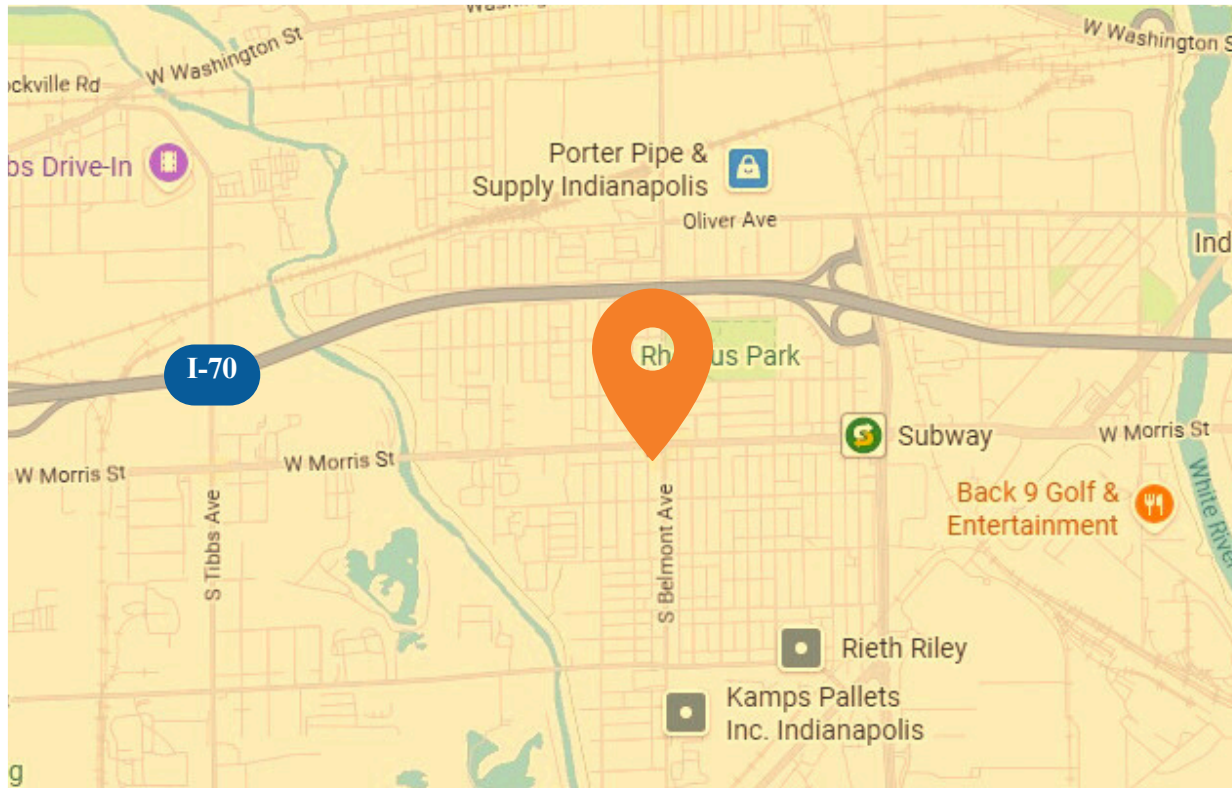 W Washington St
W Washington S
ockville Rd
bs Drive-In
Porter Pipe &
Supply Indianapolis
Oliver Ave
Ind
I-70
Rh us Park
Subway
W Morris St
W Morris St
W Morris St
Back 9 Golf &
Entertainment
White River
S Tibbs Ave
S Belmont Ave
Rieth Riley
Kamps Pallets
Inc. Indianapolis
g